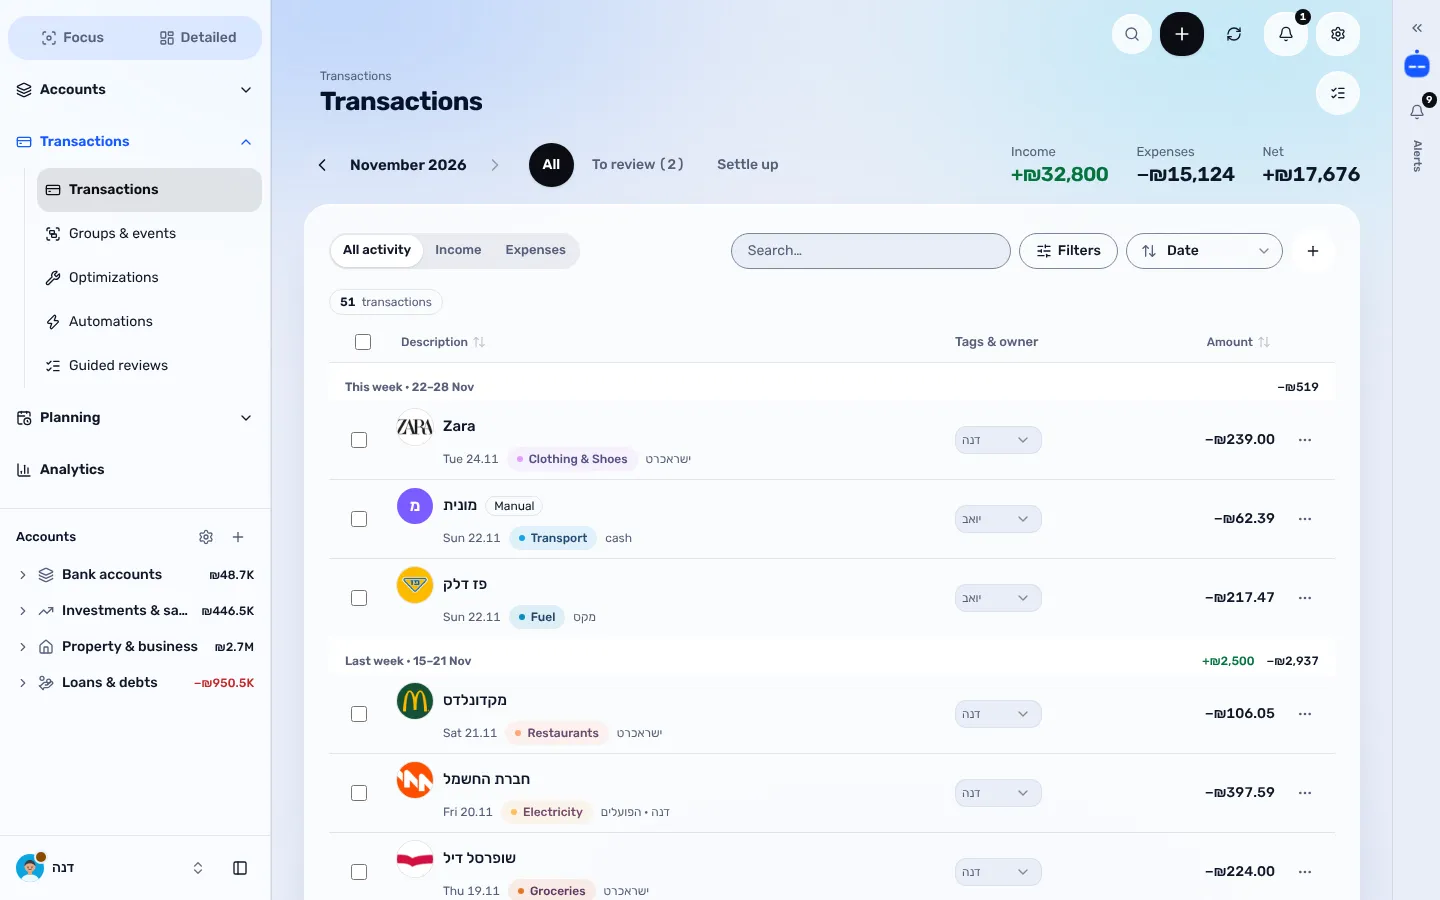 Focus
Detailed
Accounts
Transactions
Transactions
Groups & events
Optimizations
Automations
Guided reviews
Planning
Analytics
Accounts
Bank accounts ₪48.7K
Investments & sa... ₪446.5K
Property & business ₪2.7M
Loans & debts −₪950.5K
דנה
1
Transactions
Transactions
November 2026
All
To review (2)
Settle up
Income
+₪32,800
Expenses
−₪15,124
Net
+₪17,676
All activity
Income
Expenses
Search...
Filters
Date
51 transactions
Description
Tags & owner
Amount
This week • 22–28 Nov −₪519
ZARA
Zara
Tue 24.11 Clothing & Shoes ישראכרט
דנה
−₪239.00
מ
מונית Manual
Sun 22.11 Transport cash
יואב
−₪62.39
פז
פז דלק
Sun 22.11 Fuel מקס
יואב
−₪217.47
Last week • 15–21 Nov +₪2,500 −₪2,937
מקדונלדס
Sat 21.11 Restaurants ישראכרט
דנה
−₪106.05
חברת החשמל
Fri 20.11 Electricity דנה • הפועלים
דנה
−₪397.59
שופרסל דיל
Thu 19.11 Groceries ישראכרט
דנה
−₪224.00
9
Alerts